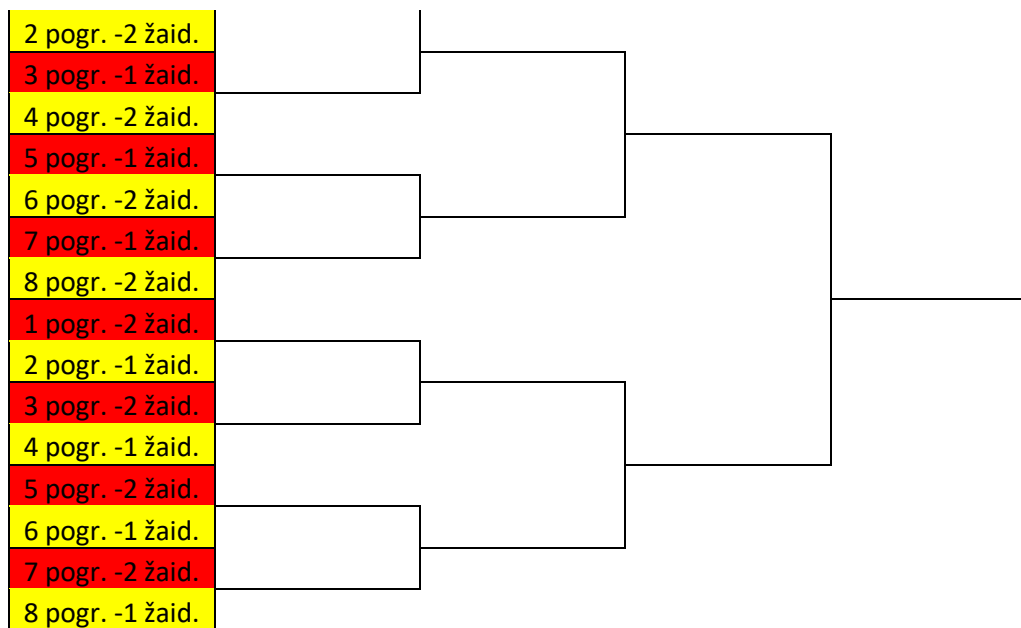 2 pogr. -2 žaid.
3 pogr. -1 žaid.
4 pogr. -2 žaid.
5 pogr. -1 žaid.
6 pogr. -2 žaid.
7 pogr. -1 žaid.
8 pogr. -2 žaid.
1 pogr. -2 žaid.
2 pogr. -1 žaid.
3 pogr. -2 žaid.
4 pogr. -1 žaid.
5 pogr. -2 žaid.
6 pogr. -1 žaid.
7 pogr. -2 žaid.
8 pogr. -1 žaid.